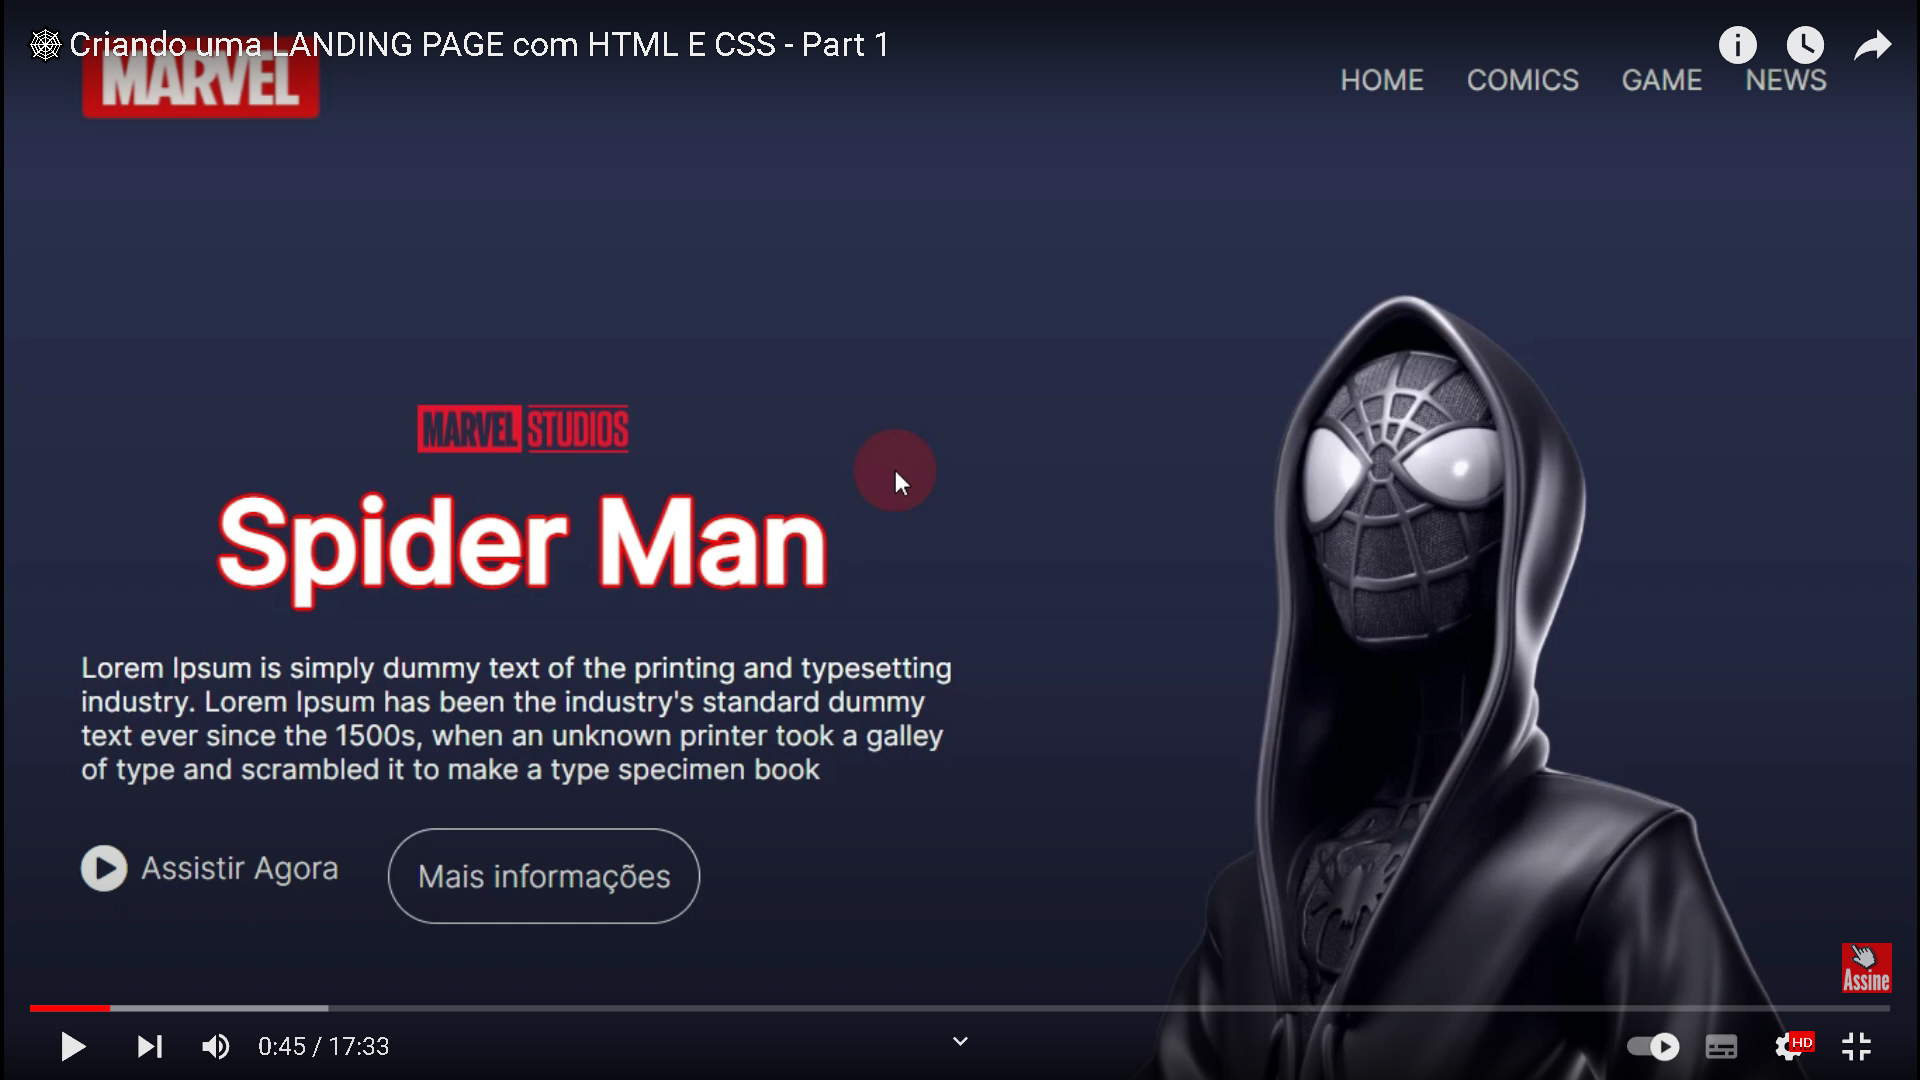 Criando uma LANDING PAGE com HTML E CSS - Part 1
MARVEL
HOME COMICS GAME NEWS
MARVEL STUDIOS
Spider Man
Lorem Ipsum is simply dummy text of the printing and typesetting
industry. Lorem Ipsum has been the industry's standard dummy
text ever since the 1500s, when an unknown printer took a galley
of type and scrambled it to make a type specimen book
Assistir Agora
Mais informações
Assine
0:45 / 17:33
HD